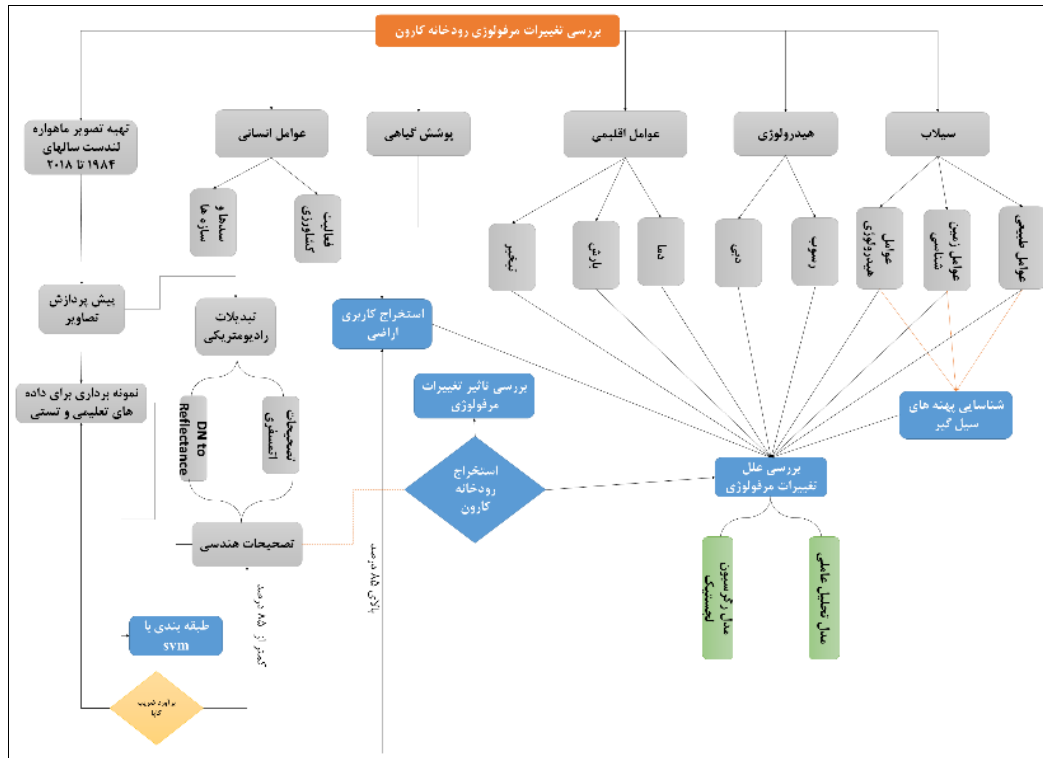 بررسی تغییرات مرفولوژی رودخانه کارون
سیلاب
هیدرولوژی
عوامل اقلیمی
پوشش گیاهی
عوامل انسانی
تهیه تصویر ماهواره
لندست سالهای
۱۹۸۴ تا ۲۰۱۸
عوامل طبیعی
عوامل زمین
شناسی
عوامل
هیدرولوژی
رسوب
دبی
دما
بارش
تبخیر
فعالیت
کشاورزی
سدها و
سازه ها
پیش پردازش
تصاویر
تبدیلات
رادیومتریکی
استخراج کاربری
اراضی
نمونه برداری برای داده
های تعلیمی و تستی
بررسی تاثیر تغییرات
مرفولوژی
شناسایی پهنه های
سیل گیر
تصحیحات
اتمسفری
DN to
Reflectance
استخراج
رودخانه
کارون
بررسی علل
تغییرات مرفولوژی
تصحیحات هندسی
مدل تحلیل عاملی
مدل رگرسیون
لجستیک
بالای ۸۵ درصد
کمتر از ۸۵ درصد
طبقه بندی با
svm
برآورد ضریب
کاپا